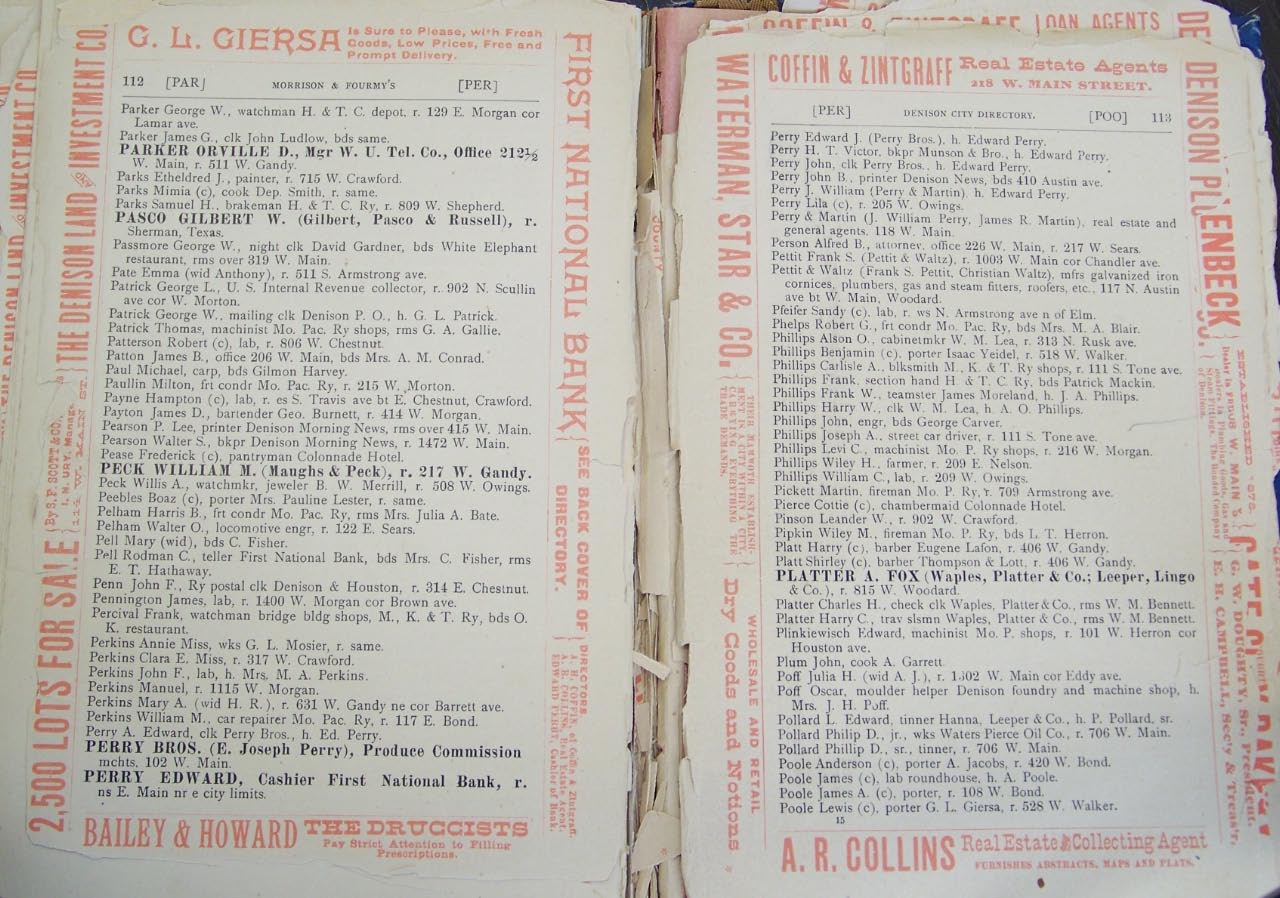 G. L. GIERSA Is Sure to Please, with Fresh
Goods, Low Prices, Free and
Prompt Delivery.
112 [PAR] MORRISON & FOURMY'S [PER]
Parker George W., watchman H. & T. C. depot, r. 129 E. Morgan cor
Lamar ave.
Parker James G., clk John Ludlow, bds same.
PARKER ORVILLE D., Mgr W. U. Tel. Co., Office 212½
W. Main, r. 511 W. Gandy.
Parks Etheldred J., painter, r. 715 W. Crawford.
Parks Mimia (c), cook Dep. Smith, r. same.
Parks Samuel H., brakeman H. & T. C. Ry, r. 809 W. Shepherd.
PASCO GILBERT W. (Gilbert, Pasco & Russell), r.
Sherman, Texas.
Passmore George W., night clk David Gardner, bds White Elephant
restaurant, rms over 319 W. Main.
Pate Emma (wid Anthony), r. 511 S. Armstrong ave.
Patrick George L., U. S. Internal Revenue collector, r. 902 N. Scullin
ave cor W. Morton.
Patrick George W., mailing clk Denison P. O., h. G. L. Patrick.
Patrick Thomas, machinist Mo. Pac. Ry shops, rms G. A. Gallie.
Patterson Robert (c), lab, r. 806 W. Chestnut.
Patton James B., office 206 W. Main, bds Mrs. A. M. Conrad.
Paul Michael, carp, bds Gilmon Harvey.
Paullin Milton, frt condr Mo. Pac. Ry, r. 215 W. Morton.
Payne Hampton (c), lab, r. es S. Travis ave bt E. Chestnut, Crawford.
Payton James D., bartender Geo. Burnett, r. 414 W. Morgan.
Pearson P. Lee, printer Denison Morning News, rms over 415 W. Main.
Pearson Walter S., bkpr Denison Morning News, r. 1472 W. Main.
Pease Frederick (c), pantryman Colonnade Hotel.
PECK WILLIAM M. (Maughs & Peck), r. 217 W. Gandy.
Peck Willis A., watchmkr, jeweler B. W. Merrill, r. 508 W. Owings.
Peebles Boaz (c), porter Mrs. Pauline Lester, r. same.
Pelham Harris B., frt condr Mo. Pac. Ry, rms Mrs. Julia A. Bate.
Pelham Walter O., locomotive engr, r. 122 E. Sears.
Pell Mary (wid), bds C. Fisher.
Pell Rodman C., teller First National Bank, bds Mrs. C. Fisher, rms
E. T. Hathaway.
Penn John F., Ry postal clk Denison & Houston, r. 314 E. Chestnut.
Pennington James, lab, r. 1400 W. Morgan cor Brown ave.
Percival Frank, watchman bridge bldg shops, M., K. & T. Ry, bds O.
K. restaurant.
Perkins Annie Miss, wks G. L. Mosier, r. same.
Perkins Clara E. Miss, r. 317 W. Crawford.
Perkins John F., lab, h. Mrs. M. A. Perkins.
Perkins Manuel, r. 1115 W. Morgan.
Perkins Mary A. (wid H. R.), r. 631 W. Gandy ne cor Barrett ave.
Perkins William M., car repairer Mo. Pac. Ry, r. 117 E. Bond.
Perry A. Edward, clk Perry Bros., h. Ed. Perry.
PERRY BROS. (E. Joseph Perry), Produce Commission
mchts, 102 W. Main.
PERRY EDWARD, Cashier First National Bank, r.
ns E. Main nr e city limits.
BAILEY & HOWARD THE DRUGGISTS
Pay Strict Attention to Filling
Prescriptions.
2,500 LOTS FOR SALE
By S. F. SCOTT & CO.
THE DENISON LAND AND INVESTMENT CO.
FIRST NATIONAL BANK
SEE BACK COVER OF
DIRECTORY.
DIRECTORS
EDWARD PERRY, Cashier of Bank.
COFFIN & ZINTGRAFF Real Estate Agents
218 W. MAIN STREET.
[PER] DENISON CITY DIRECTORY. [POO] 113
Perry Edward J. (Perry Bros.), h. Edward Perry.
Perry H. T. Victor, bkpr Munson & Bro., h. Edward Perry.
Perry John, clk Perry Bros., h. Edward Perry.
Perry John B., printer Denison News, bds 410 Austin ave.
Perry J. William (Perry & Martin), h. Edward Perry.
Perry Lila (c), r. 205 W. Owings.
Perry & Martin (J. William Perry, James R. Martin), real estate and
general agents, 118 W. Main.
Person Alfred B., attorney, office 226 W. Main, r. 217 W. Sears.
Pettit Frank S. (Pettit & Waltz), r. 1003 W. Main cor Chandler ave.
Pettit & Waltz (Frank S. Pettit, Christian Waltz), mfrs galvanized iron
cornices, plumbers, gas and steam fitters, roofers, etc., 117 N. Austin
ave bt W. Main, Woodard.
Pfeifer Sandy (c), lab, r. ws N. Armstrong ave n of Elm.
Phelps Robert G., frt condr Mo. Pac. Ry, bds Mrs. M. A. Blair.
Phillips Alson O., cabinetmkr W. M. Lea, r. 313 N. Rusk ave.
Phillips Benjamin (c), porter Isaac Yeidel, r. 518 W. Walker.
Phillips Carlisle A., blksmith M., K. & T. Ry shops, r. 111 S. Tone ave.
Phillips Frank, section hand H & T. C. Ry, bds Patrick Mackin.
Phillips Frank W., teamster James Moreland, h. J. A. Phillips.
Phillips Harry W., clk W. M. Lea, h. A. O. Phillips.
Phillips John, engr, bds George Carver.
Phillips Joseph A., street car driver, r. 111 S. Tone ave.
Phillips Levi C., machinist Mo. P. Ry shops, r. 216 W. Morgan.
Phillips Wiley H., farmer, r. 209 E. Nelson.
Phillips William C., lab, r. 209 W. Owings.
Pickett Martin, fireman Mo. P. Ry, r. 709 Armstrong ave.
Pierce Cottie (c), chambermaid Colonnade Hotel.
Pinson Leander W., r. 902 W. Crawford.
Pipkin Wiley M., fireman Mo. P. Ry, bds L. T. Herron.
Platt Harry (c), barber Eugene Lafon, r. 406 W. Gandy.
Platt Shirley (c), barber Thompson & Lott, r. 406 W. Gandy.
PLATTER A. FOX (Waples, Platter & Co.; Leeper, Lingo
& Co.), r. 815 W. Woodard.
Platter Charles H., check clk Waples, Platter & Co., rms W. M. Bennett.
Platter Harry C., trav slsmn Waples, Platter & Co., rms W. M. Bennett.
Plinkiewisch Edward, machinist Mo. P. shops, r. 101 W. Herron cor
Houston ave.
Plum John, cook A. Garrett.
Poff Julia H. (wid A. J.), r. 1302 W. Main cor Eddy ave.
Poff Oscar, moulder helper Denison foundry and machine shop, h.
Mrs. J. H. Poff.
Pollard L. Edward, tinner Hanna, Leeper & Co., h. P. Pollard, sr.
Pollard Philip D., jr., wks Waters Pierce Oil Co., r. 706 W. Main.
Pollard Phillip D., sr., tinner, r. 706 W. Main.
Poole Anderson (c), porter A. Jacobs, r. 420 W. Bond.
Poole James (c), lab roundhouse, h. A. Poole.
Poole James A. (c), porter, r. 108 W. Bond.
Poole Lewis (c), porter G. L. Giersa, r. 528 W. Walker.
15
A. R. COLLINS Real Estate & Collecting Agent
FURNISHES ABSTRACTS, MAPS AND PLATS.
WATERMAN, STAR & CO.
THEIR MAMMOTH ESTABLISH-
MENT IS A CITY WITHIN A CITY,
CARRYING EVERYTHING THE
TRADE DEMANDS.
WHOLESALE AND RETAIL
Dry Goods and Notions
G. W. DOUGHTY, Sr., President.
E. H. CAMPBELL, Sec'y & Treas'r.
COUNTY
LOAN AGENTS